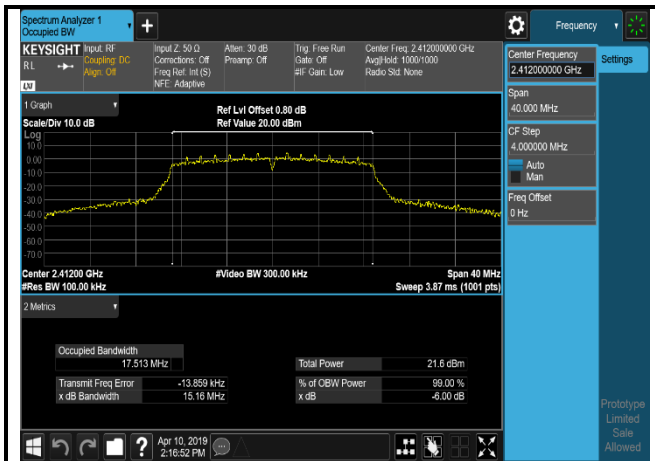 Spectrum Analyzer 1
Occupied BW
+
Frequency
KEYSIGHT
R L
LXI
Input: RF
Coupling: DC
Align: Off
Input Z: 50 Ω
Corrections: Off
Freq Ref: Int (S)
NFE: Adaptive
Atten: 30 dB
Preamp: Off
Trig: Free Run
Gate: Off
#IF Gain: Low
Center Freq: 2.412000000 GHz
Avg|Hold: 1000/1000
Radio Std: None
Center Frequency
2.412000000 GHz
Settings
Span
40.000 MHz
CF Step
4.000000 MHz
Auto
Man
Freq Offset
0 Hz
1 Graph
Scale/Div 10.0 dB
Ref Lvl Offset 0.80 dB
Ref Value 20.00 dBm
Log
10.0
0.00
-10.0
-20.0
-30.0
-40.0
-50.0
-60.0
-70.0
Center 2.41200 GHz
#Video BW 300.00 kHz
Span 40 MHz
#Res BW 100.00 kHz
Sweep 3.87 ms (1001 pts)
2 Metrics
Occupied Bandwidth
17.513 MHz
Total Power 21.6 dBm
Transmit Freq Error -13.859 kHz
% of OBW Power 99.00 %
x dB Bandwidth 15.16 MHz
x dB -6.00 dB
Prototype
Limited
Sale
Allowed
?
Apr 10, 2019
2:16:52 PM